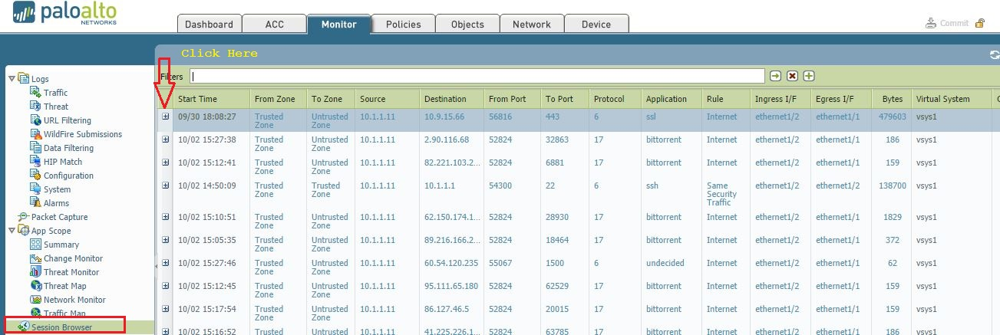 paloalto
NETWORKS
Dashboard ACC Monitor Policies Objects Network Device
Commit
Click Here
Logs
Traffic
Threat
URL Filtering
WildFire Submissions
Data Filtering
HIP Match
Configuration
System
Alarms
Packet Capture
App Scope
Summary
Change Monitor
Threat Monitor
Threat Map
Network Monitor
Traffic Map
Session Browser
Filters
Start Time From Zone To Zone Source Destination From Port To Port Protocol Application Rule Ingress I/F Egress I/F Bytes Virtual System
09/30 18:08:27 Trusted Zone Untrusted Zone 10.1.1.11 10.9.15.66 56816 443 6 ssl Internet ethernet1/2 ethernet1/1 479603 vsys1
10/02 15:27:38 Trusted Zone Untrusted Zone 10.1.1.11 2.90.116.68 52824 32863 17 bittorrent Internet ethernet1/2 ethernet1/1 186 vsys1
10/02 15:12:41 Trusted Zone Untrusted Zone 10.1.1.11 82.221.103.2... 52824 6881 17 bittorrent Internet ethernet1/2 ethernet1/1 159 vsys1
10/02 14:50:09 Trusted Zone Trusted Zone 10.1.1.11 10.1.1.1 54300 22 6 ssh Same Security Traffic ethernet1/2 ethernet1/2 138700 vsys1
10/02 15:10:51 Trusted Zone Untrusted Zone 10.1.1.11 62.150.174.1... 52824 28930 17 bittorrent Internet ethernet1/2 ethernet1/1 1829 vsys1
10/02 15:05:35 Trusted Zone Untrusted Zone 10.1.1.11 89.216.166.2... 52824 18464 17 bittorrent Internet ethernet1/2 ethernet1/1 372 vsys1
10/02 15:27:46 Trusted Zone Untrusted Zone 10.1.1.11 60.54.120.235 55067 1500 6 undecided Internet ethernet1/2 ethernet1/1 62 vsys1
10/02 15:12:45 Trusted Zone Untrusted Zone 10.1.1.11 95.111.65.180 52824 62529 17 bittorrent Internet ethernet1/2 ethernet1/1 159 vsys1
10/02 15:17:54 Trusted Zone Untrusted Zone 10.1.1.11 86.127.46.5 52824 20015 17 bittorrent Internet ethernet1/2 ethernet1/1 159 vsys1
10/02 15:16:52 Trusted Untrusted 10.1.1.11 41.225.226.1... 52824 63785 17 bittorrent Internet ethernet1/2 ethernet1/1 186 vsys1